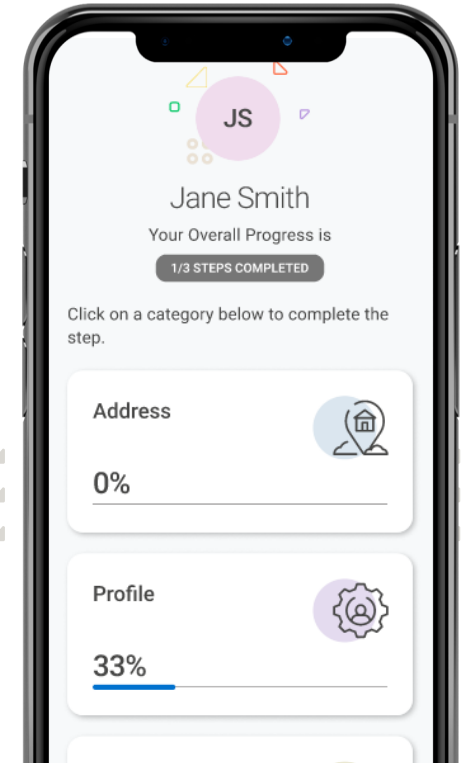 JS
Jane Smith
Your Overall Progress is
1/3 STEPS COMPLETED
Click on a category below to complete the
step.
Address
0%
Profile
33%